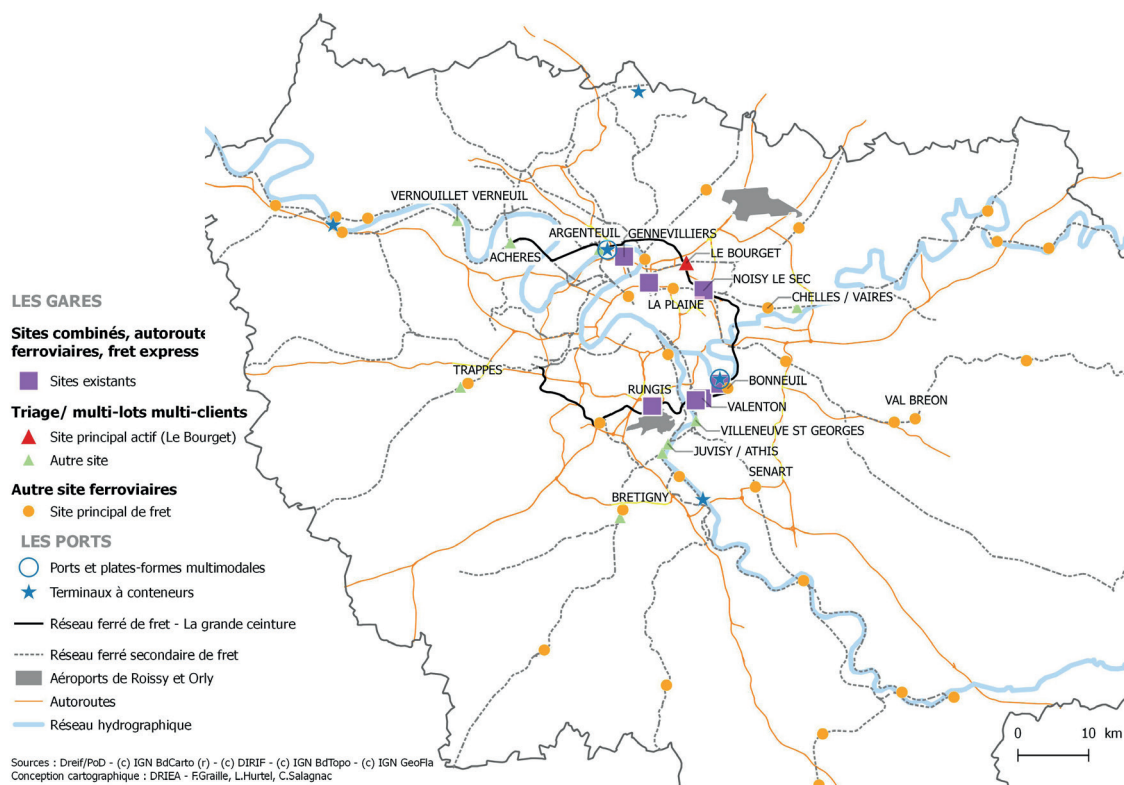 VERNOUILLET VERNEUIL
ARGENTEUIL GENNEVILLIERS
ACHERES
LE BOURGET
NOISY LE SEC
LA PLAINE
CHELLES / VAIRES
TRAPPES
RUNGIS
BONNEUIL
VALENTON
VAL BREON
VILLENEUVE ST GEORGES
JUVISY / ATHIS
SENART
BRETIGNY
LES GARES
Sites combinés, autoroute
ferroviaires, fret express
Sites existants
Triage/ multi-lots multi-clients
Site principal actif (Le Bourget)
Autre site
Autre site ferroviaires
Site principal de fret
LES PORTS
Ports et plates-formes multimodales
Terminaux à conteneurs
Réseau ferré de fret - La grande ceinture
Réseau ferré secondaire de fret
Aéroports de Roissy et Orly
Autoroutes
Réseau hydrographique
0 10 km
Sources : Dreif/PoD - (c) IGN BdCarto (r) - (c) DIRIF - (c) IGN BdTopo - (c) IGN GeoFla
Conception cartographique : DRIEA - F.Graille, L.Hurtel, C.Salagnac